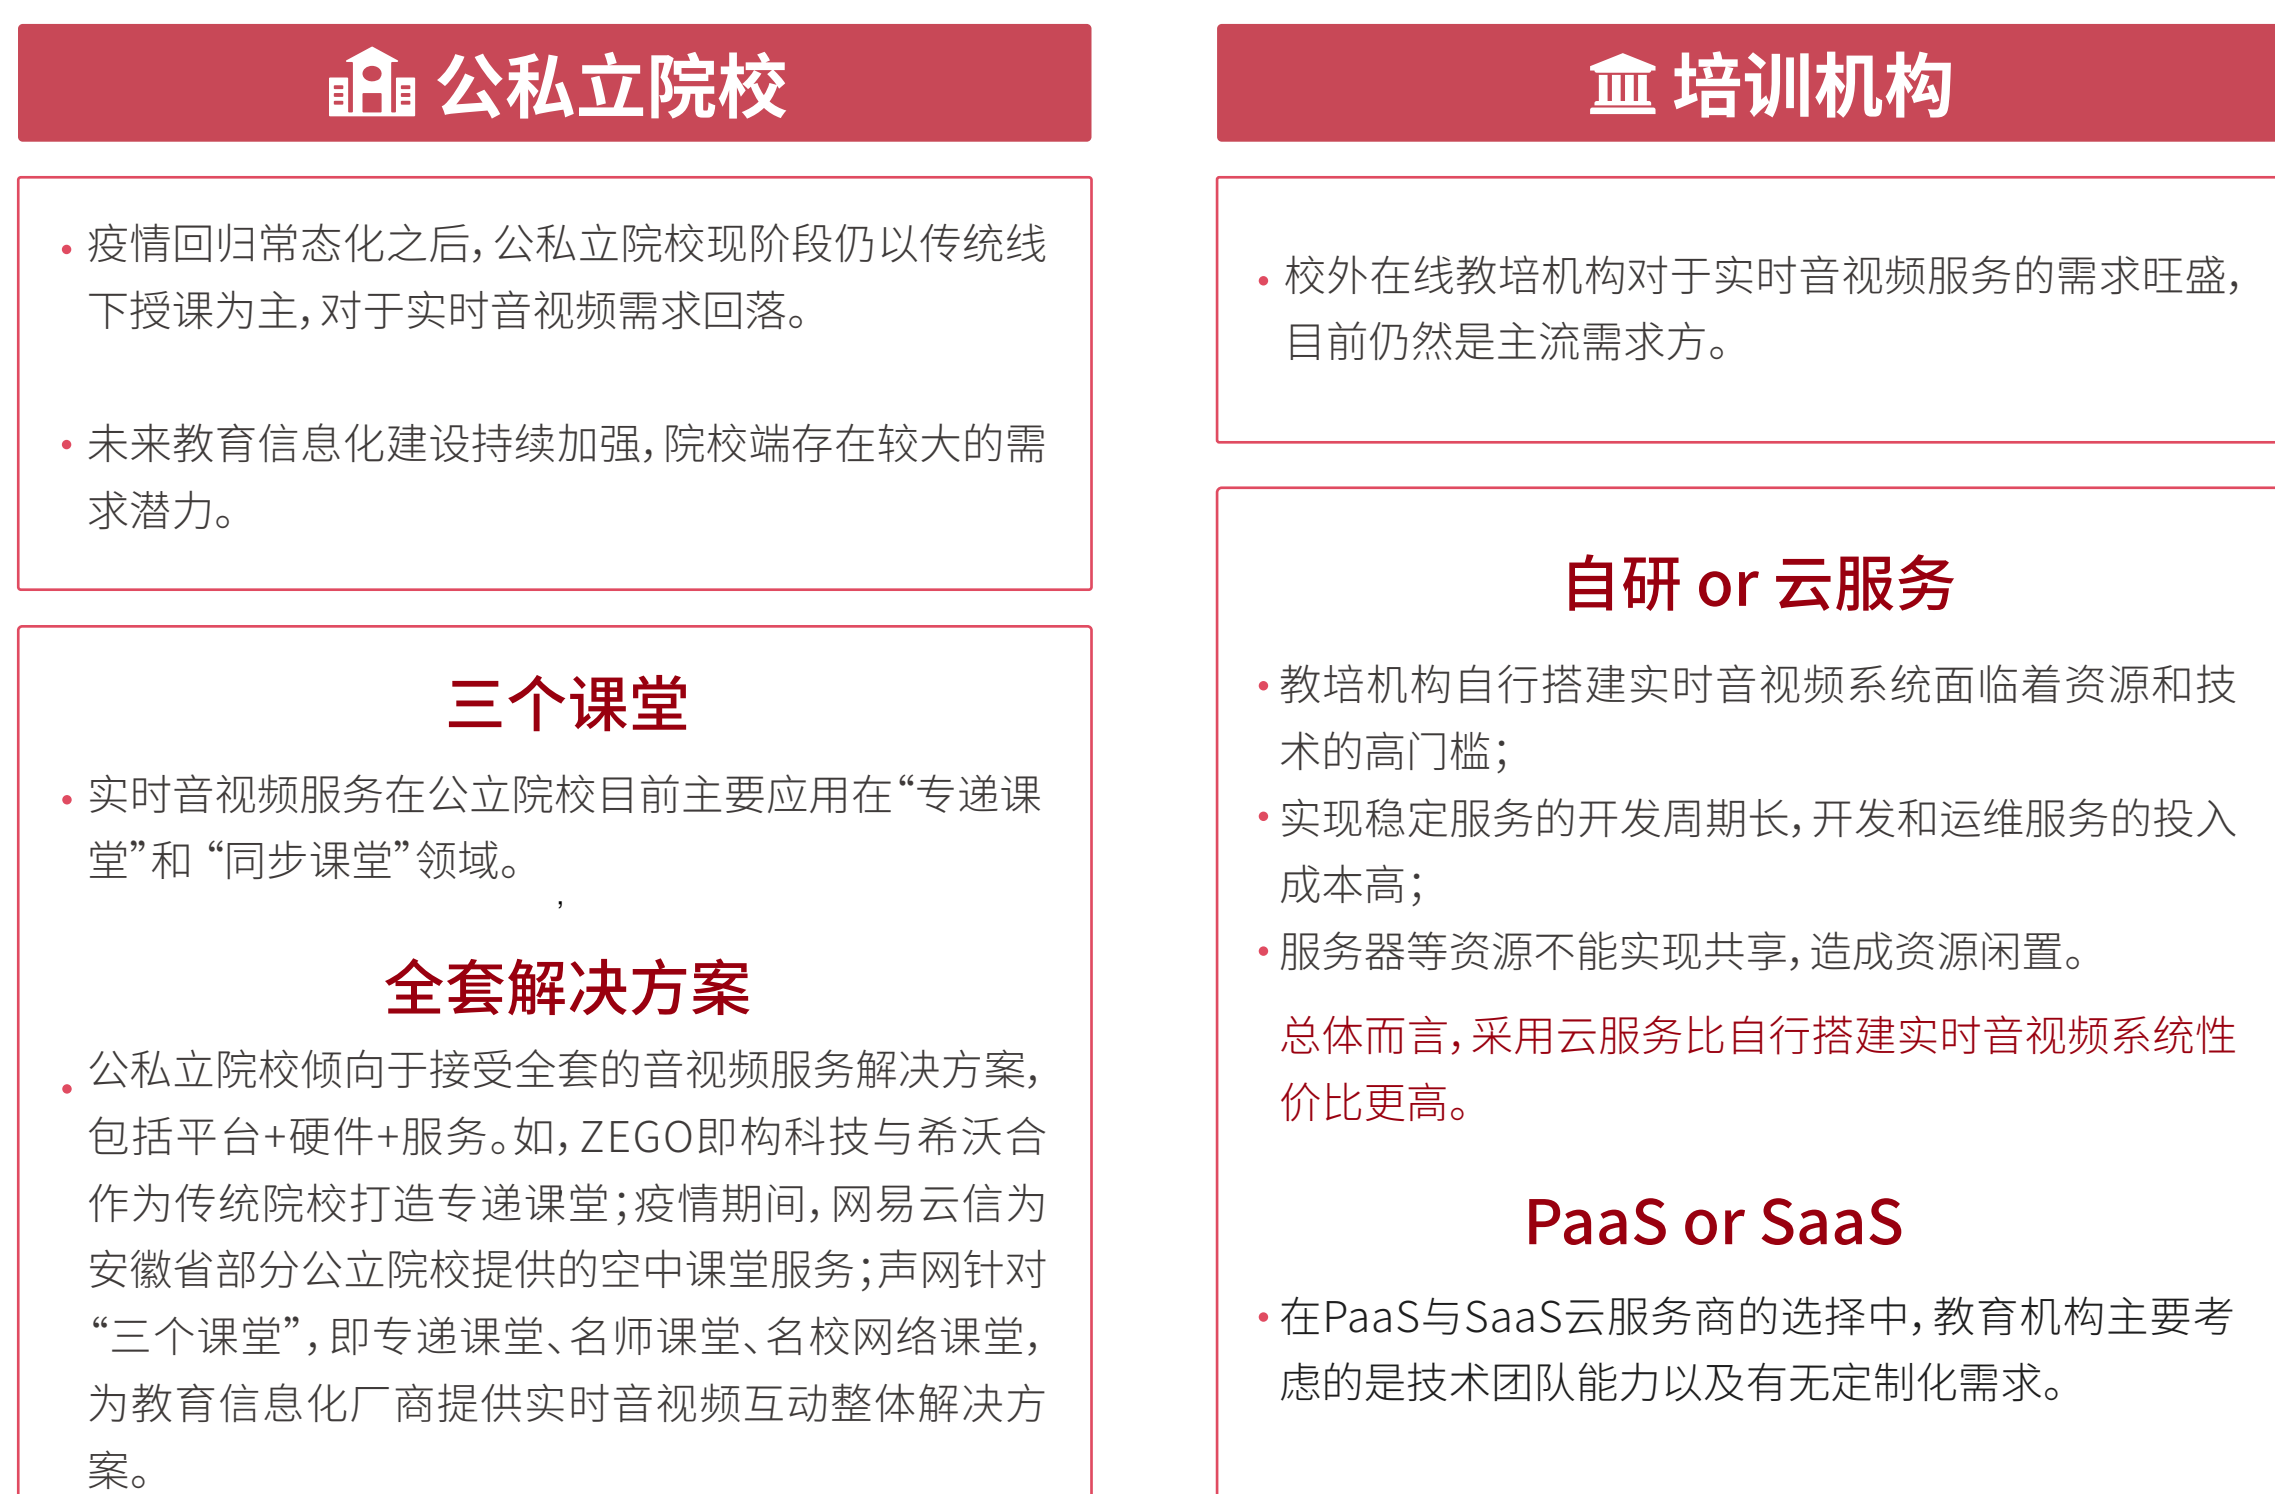 公私立院校
• 疫情回归常态化之后，公私立院校现阶段仍以传统线
下授课为主，对于实时音视频需求回落。
• 未来教育信息化建设持续加强，院校端存在较大的需
求潜力。
三个课堂
• 实时音视频服务在公立院校目前主要应用在“专递课
堂”和 “同步课堂”领域。
,
全套解决方案
• 公私立院校倾向于接受全套的音视频服务解决方案，
包括平台+硬件+服务。如，ZEGO即构科技与希沃合
作为传统院校打造专递课堂；疫情期间，网易云信为
安徽省部分公立院校提供的空中课堂服务；声网针对
“三个课堂”，即专递课堂、名师课堂、名校网络课堂，
为教育信息化厂商提供实时音视频互动整体解决方
案。
培训机构
• 校外在线教培机构对于实时音视频服务的需求旺盛，
目前仍然是主流需求方。
自研 or 云服务
• 教培机构自行搭建实时音视频系统面临着资源和技
术的高门槛；
• 实现稳定服务的开发周期长，开发和运维服务的投入
成本高；
• 服务器等资源不能实现共享，造成资源闲置。
总体而言，采用云服务比自行搭建实时音视频系统性
价比更高。
PaaS or SaaS
• 在PaaS与SaaS云服务商的选择中，教育机构主要考
虑的是技术团队能力以及有无定制化需求。